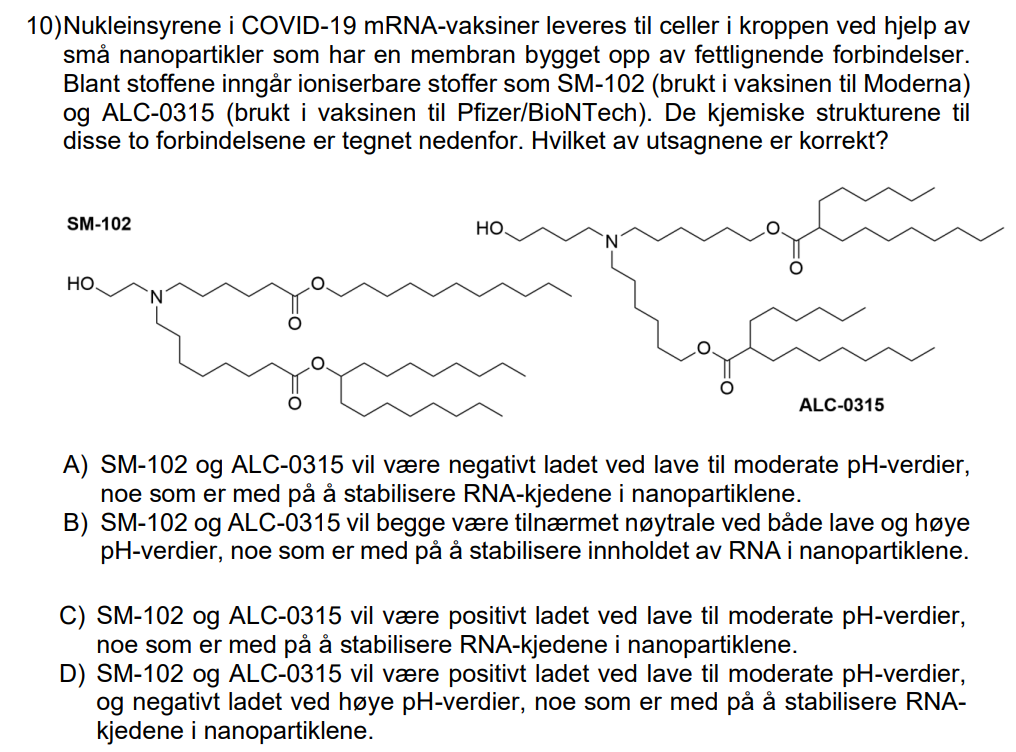 10)Nukleinsyrene i COVID-19 mRNA-vaksiner leveres til celler i kroppen ved hjelp av
små nanopartikler som har en membran bygget opp av fettlignende forbindelser.
Blant stoffene inngår ioniserbare stoffer som SM-102 (brukt i vaksinen til Moderna)
og ALC-0315 (brukt i vaksinen til Pfizer/BioNTech). De kjemiske strukturene til
disse to forbindelsene er tegnet nedenfor. Hvilket av utsagnene er korrekt?
SM-102
HO
N
O
O
O
O
HO
N
O
O
O
O
ALC-0315
A) SM-102 og ALC-0315 vil være negativt ladet ved lave til moderate pH-verdier,
noe som er med på å stabilisere RNA-kjedene i nanopartiklene.
B) SM-102 og ALC-0315 vil begge være tilnærmet nøytrale ved både lave og høye
pH-verdier, noe som er med på å stabilisere innholdet av RNA i nanopartiklene.
C) SM-102 og ALC-0315 vil være positivt ladet ved lave til moderate pH-verdier,
noe som er med på å stabilisere RNA-kjedene i nanopartiklene.
D) SM-102 og ALC-0315 vil være positivt ladet ved lave til moderate pH-verdier,
og negativt ladet ved høye pH-verdier, noe som er med på å stabilisere RNA-
kjedene i nanopartiklene.